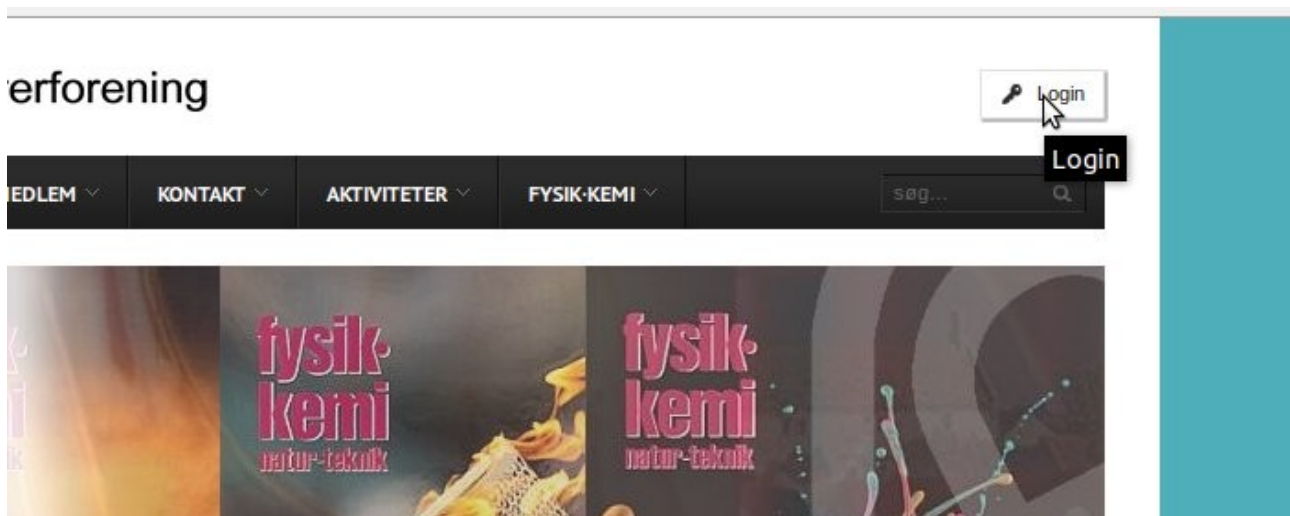 erforening
Login
Login
EDLEM
KONTAKT
AKTIVITETER
FYSIK·KEMI
søg...
fysik·
kemi
natur-teknik
fysik·
kemi
natur-teknik